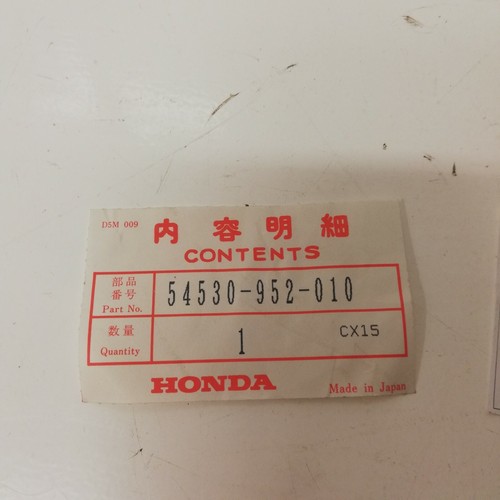 D5M 009
内容明細
CONTENTS
部品
番号
Part No.
54530-952-010
数量
Quantity
1
CX15
HONDA
Made in Japan